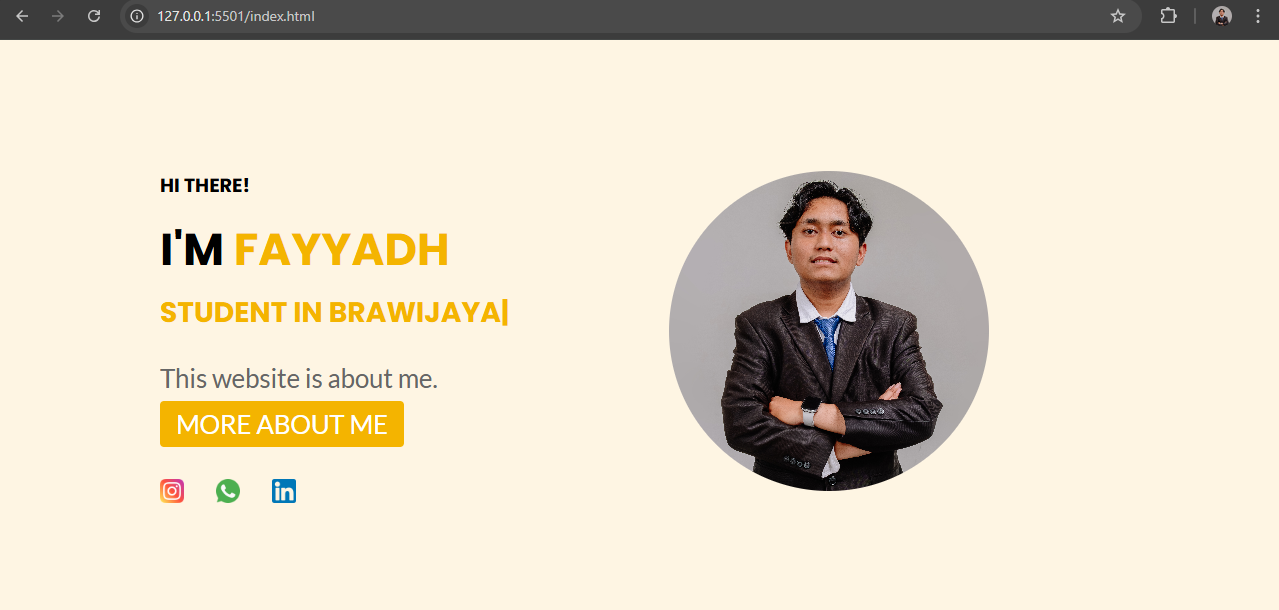 127.0.0.1:5501/index.html
HI THERE!
I'M FAYYADH
STUDENT IN BRAWIJAYA|
This website is about me.
MORE ABOUT ME
in